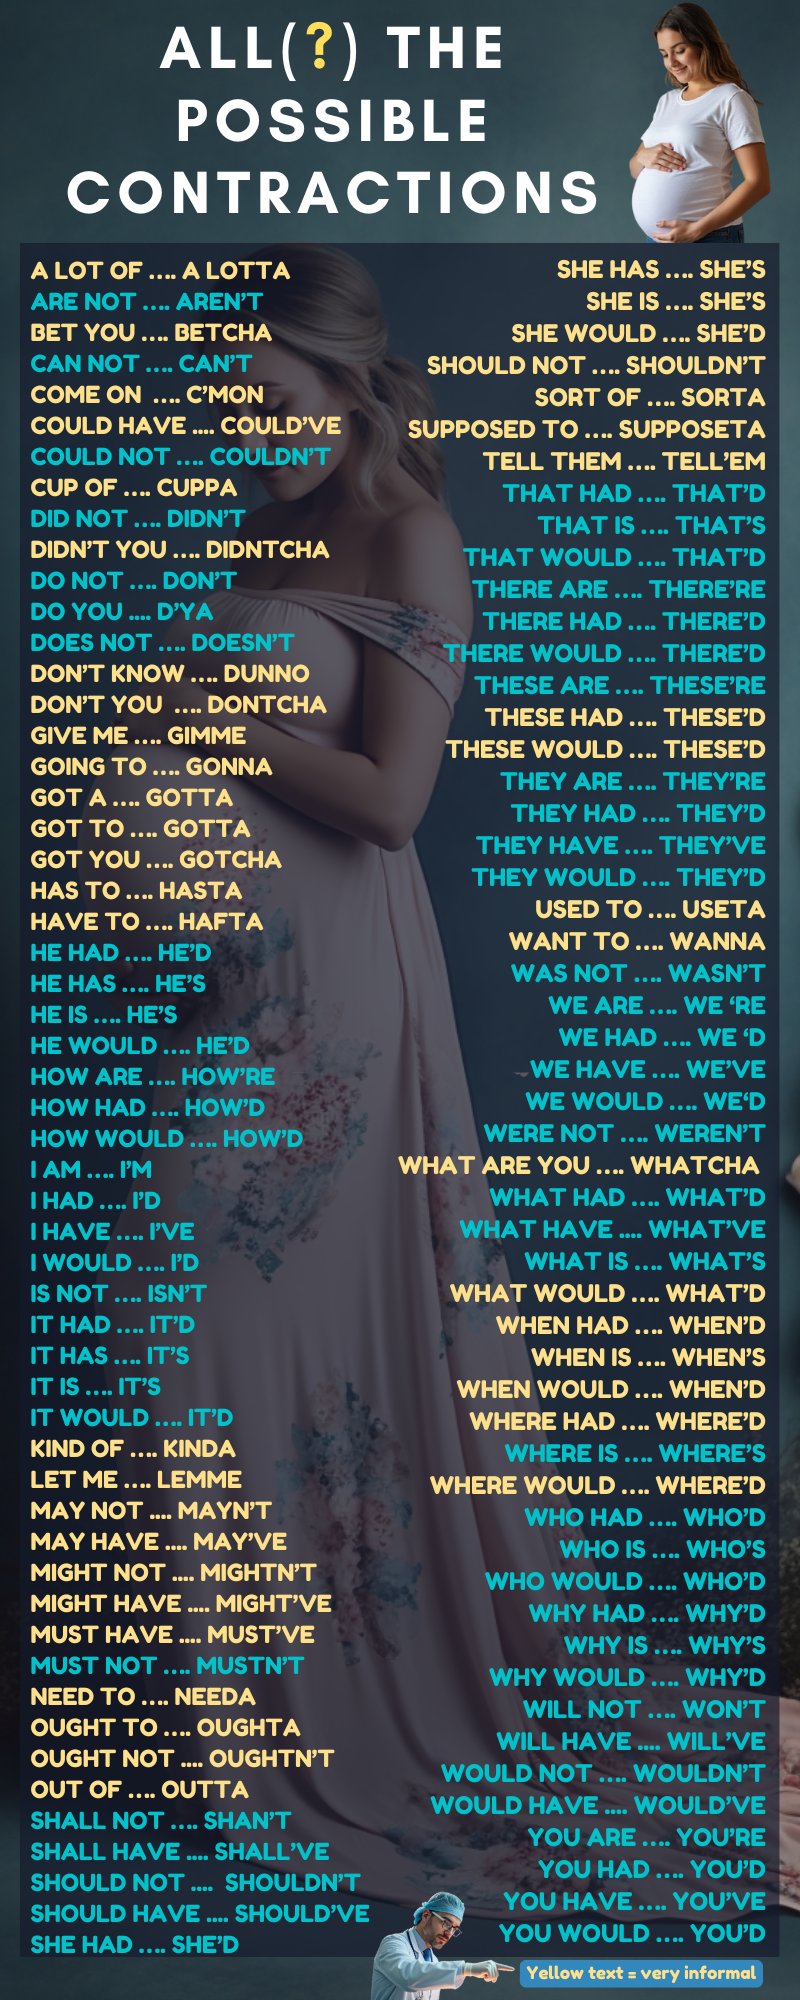 ALL(?) THE
POSSIBLE
CONTRACTIONS
A LOT OF .... A LOTTA
ARE NOT .... AREN'T
BET YOU .... BETCHA
CAN NOT .... CAN'T
COME ON .... C'MON
COULD HAVE .... COULD'VE
COULD NOT .... COULDN'T
CUP OF .... CUPPA
DID NOT .... DIDN'T
DIDN'T YOU .... DIDNTCHA
DO NOT .... DON'T
DO YOU .... D'YA
DOES NOT .... DOESN'T
DON'T KNOW .... DUNNO
DON'T YOU .... DONTCHA
GIVE ME .... GIMME
GOING TO .... GONNA
GOT A .... GOTTA
GOT TO .... GOTTA
GOT YOU .... GOTCHA
HAS TO .... HASTA
HAVE TO .... HAFTA
HE HAD .... HE'D
HE HAS .... HE'S
HE IS .... HE'S
HE WOULD .... HE'D
HOW ARE .... HOW'RE
HOW HAD .... HOW'D
HOW WOULD .... HOW'D
I AM .... I'M
I HAD .... I'D
I HAVE .... I'VE
I WOULD .... I'D
IS NOT .... ISN'T
IT HAD .... IT'D
IT HAS .... IT'S
IT IS .... IT'S
IT WOULD .... IT'D
KIND OF .... KINDA
LET ME .... LEMME
MAY NOT .... MAYN'T
MAY HAVE .... MAY'VE
MIGHT NOT .... MIGHTN'T
MIGHT HAVE .... MIGHT'VE
MUST HAVE .... MUST'VE
MUST NOT .... MUSTN'T
NEED TO .... NEEDA
OUGHT TO .... OUGHTA
OUGHT NOT .... OUGHTN'T
OUT OF .... OUTTA
SHALL NOT .... SHAN'T
SHALL HAVE .... SHALL'VE
SHOULD NOT .... SHOULDN'T
SHOULD HAVE .... SHOULD'VE
SHE HAD .... SHE'D
SHE HAS .... SHE'S
SHE IS .... SHE'S
SHE WOULD .... SHE'D
SHOULD NOT .... SHOULDN'T
SORT OF .... SORTA
SUPPOSED TO .... SUPPOSETA
TELL THEM .... TELL'EM
THAT HAD .... THAT'D
THAT IS .... THAT'S
THAT WOULD .... THAT'D
THERE ARE .... THERE'RE
THERE HAD .... THERE'D
THERE WOULD .... THERE'D
THESE ARE .... THESE'RE
THESE HAD .... THESE'D
THESE WOULD .... THESE'D
THEY ARE .... THEY'RE
THEY HAD .... THEY'D
THEY HAVE .... THEY'VE
THEY WOULD .... THEY'D
USED TO .... USETA
WANT TO .... WANNA
WAS NOT .... WASN'T
WE ARE .... WE 'RE
WE HAD .... WE 'D
WE HAVE .... WE'VE
WE WOULD .... WE'D
WERE NOT .... WEREN'T
WHAT ARE YOU .... WHATCHA
WHAT HAD .... WHAT'D
WHAT HAVE .... WHAT'VE
WHAT IS .... WHAT'S
WHAT WOULD .... WHAT'D
WHEN HAD .... WHEN'D
WHEN IS .... WHEN'S
WHEN WOULD .... WHEN'D
WHERE HAD .... WHERE'D
WHERE IS .... WHERE'S
WHERE WOULD .... WHERE'D
WHO HAD .... WHO'D
WHO IS .... WHO'S
WHO WOULD .... WHO'D
WHY HAD .... WHY'D
WHY IS .... WHY'S
WHY WOULD .... WHY'D
WILL NOT .... WON'T
WILL HAVE .... WILL'VE
WOULD NOT .... WOULDN'T
WOULD HAVE .... WOULD'VE
YOU ARE .... YOU'RE
YOU HAD .... YOU'D
YOU HAVE .... YOU'VE
YOU WOULD .... YOU'D
Yellow text = very informal